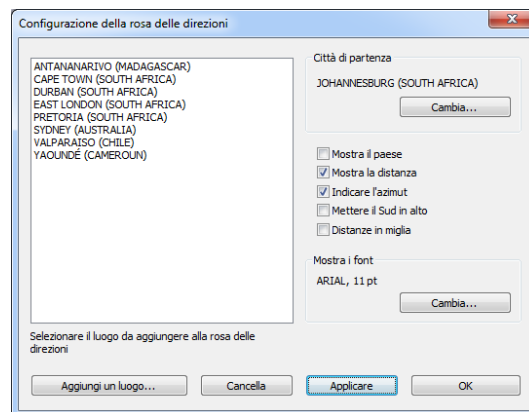 Configurazione della rosa delle direzioni
ANTANANARIVO (MADAGASCAR)
CAPE TOWN (SOUTH AFRICA)
DURBAN (SOUTH AFRICA)
EAST LONDON (SOUTH AFRICA)
PRETORIA (SOUTH AFRICA)
SYDNEY (AUSTRALIA)
VALPARAISO (CHILE)
YAOUNDÉ (CAMEROUN)
Selezionare il luogo da aggiungere alla rosa delle
direzioni
Città di partenza
JOHANNESBURG (SOUTH AFRICA)
Cambia...
Mostra il paese
Mostra la distanza
Indicare l'azimut
Mettere il Sud in alto
Distanze in miglia
Mostra i font
ARIAL, 11 pt
Cambia...
Aggiungi un luogo...
Cancella
Applicare
OK